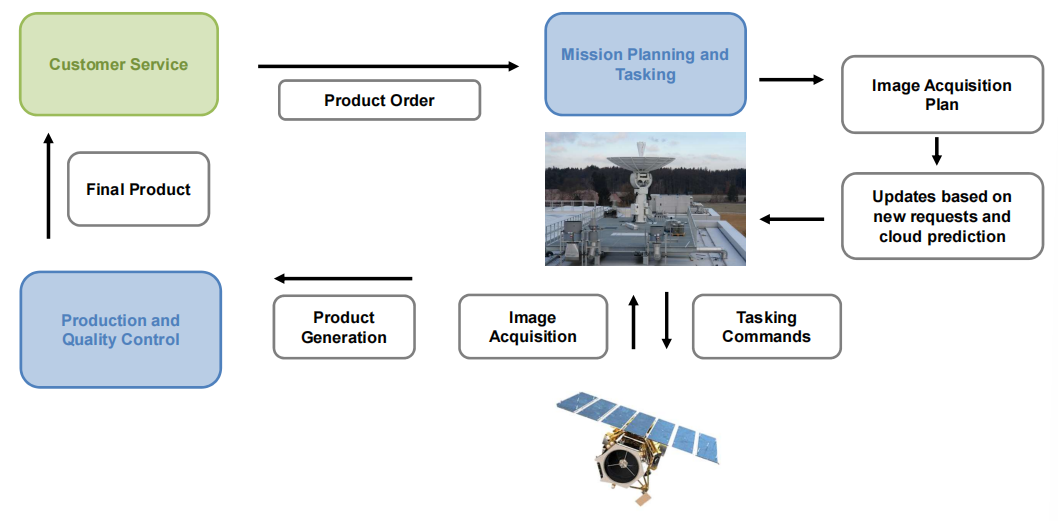 Customer Service
Product Order
Mission Planning and
Tasking
Image Acquisition
Plan
Updates based on
new requests and
cloud prediction
Final Product
Production and
Quality Control
Product
Generation
Image
Acquisition
Tasking
Commands